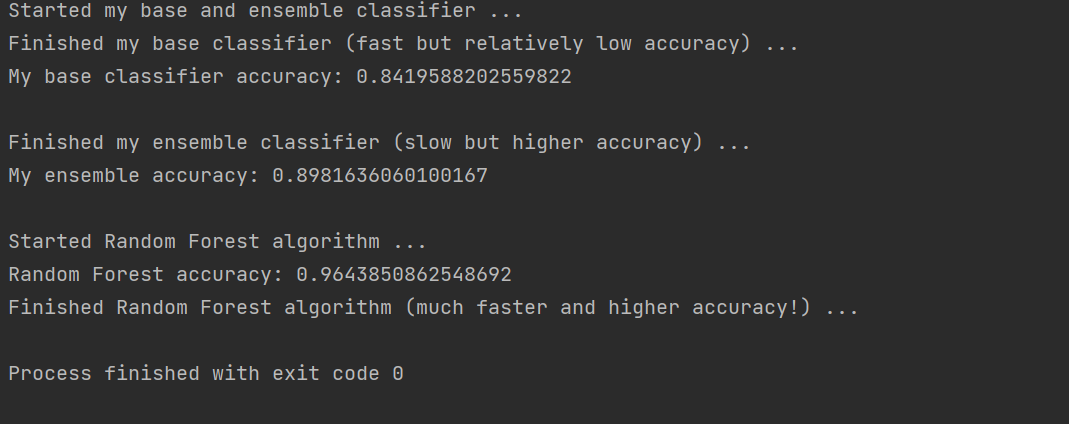 Started my base and ensemble classifier ...
Finished my base classifier (fast but relatively low accuracy) ...
My base classifier accuracy: 0.8419588202559822
Finished my ensemble classifier (slow but higher accuracy) ...
My ensemble accuracy: 0.8981636060100167
Started Random Forest algorithm ...
Random Forest accuracy: 0.9643850862548692
Finished Random Forest algorithm (much faster and higher accuracy!) ...
Process finished with exit code 0